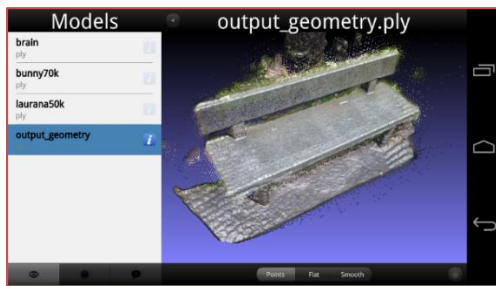 Models
brain
ply
bunny70k
ply
laurana50k
ply
output_geometry
output_geometry.ply
Points Flat Smooth